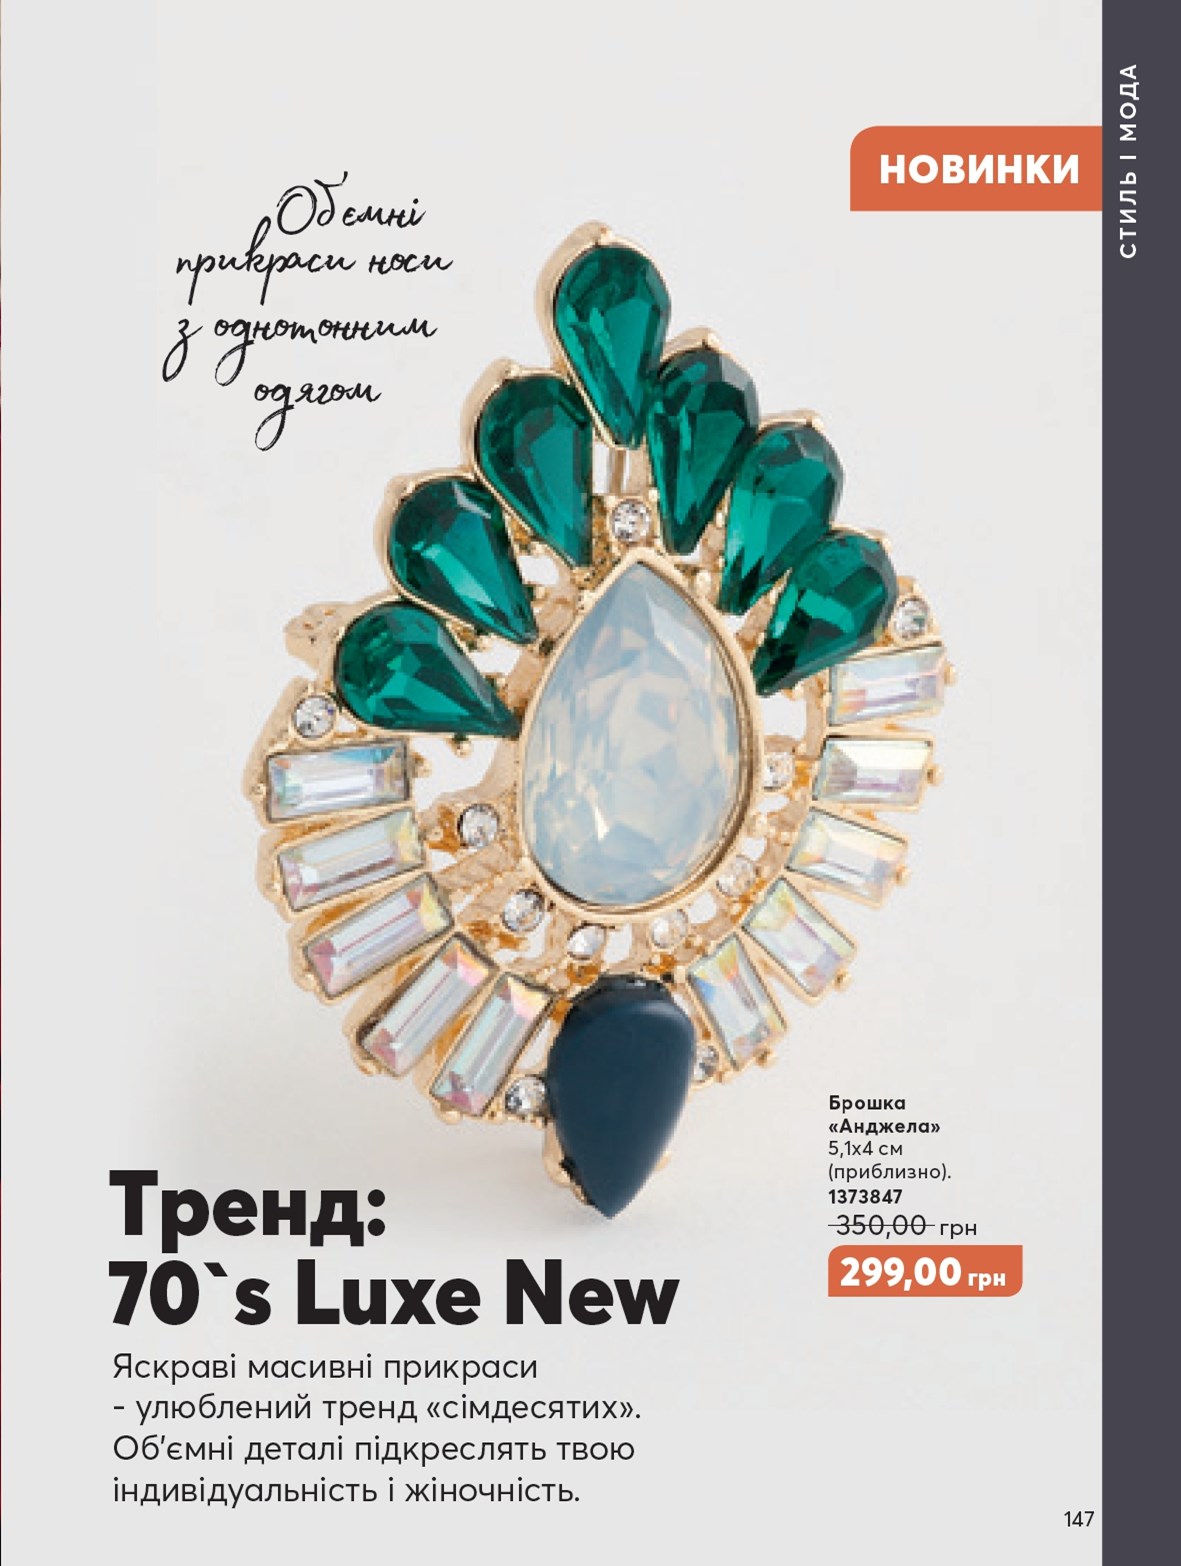 СТИЛЬ І МОДА
НОВИНКИ
Об'ємні
прикраси носи
з однотонним
одягом
Брошка
«Анджела»
5,1х4 см
(приблизно).
1373847
350,00 грн
299,00 грн
Тренд:
70`s Luxe New
Яскраві масивні прикраси
- улюблений тренд «сімдесятих».
Об'ємні деталі підкреслять твою
індивідуальність і жіночність.
147